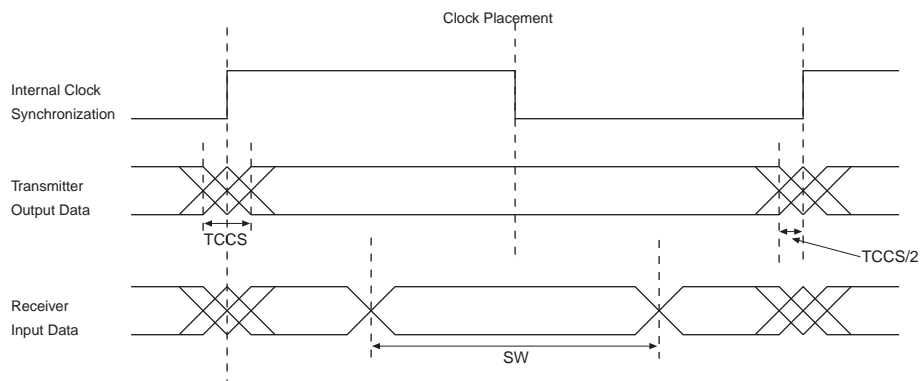 Clock Placement
Internal Clock
Synchronization
Transmitter
Output Data
TCCS
TCCS/2
Receiver
Input Data
SW